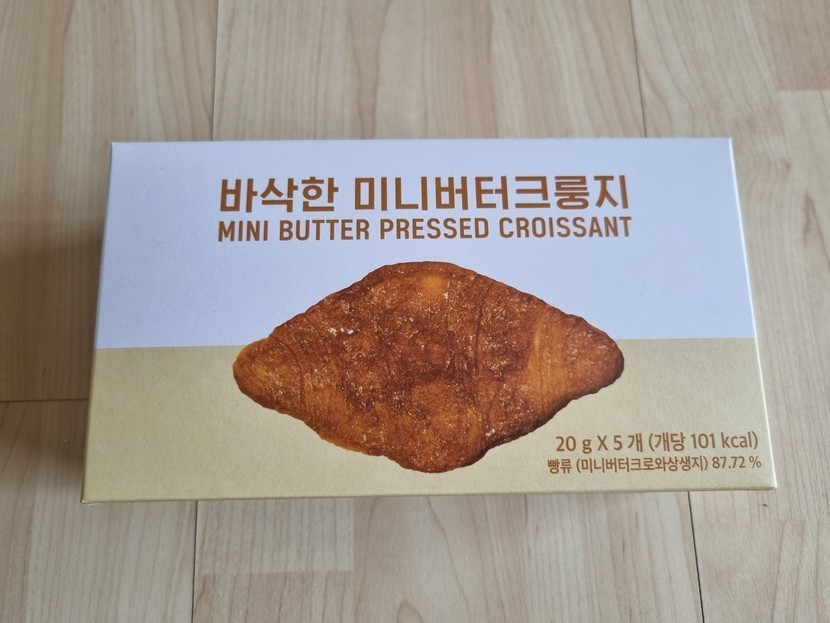 바삭한 미니버터크룽지
MINI BUTTER PRESSED CROISSANT
20 g X 5 개 (개당 101 kcal)
빵류 (미니버터크로와상생지) 87.72 %